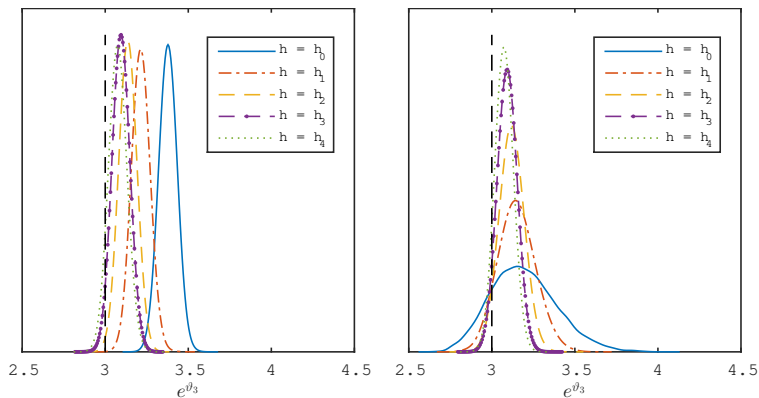 h = h₀
h = h₁
h = h₂
h = h₃
h = h₄
2.5 3 3.5 4 4.5
e^ϑ₃
h = h₀
h = h₁
h = h₂
h = h₃
h = h₄
2.5 3 3.5 4 4.5
e^ϑ₃